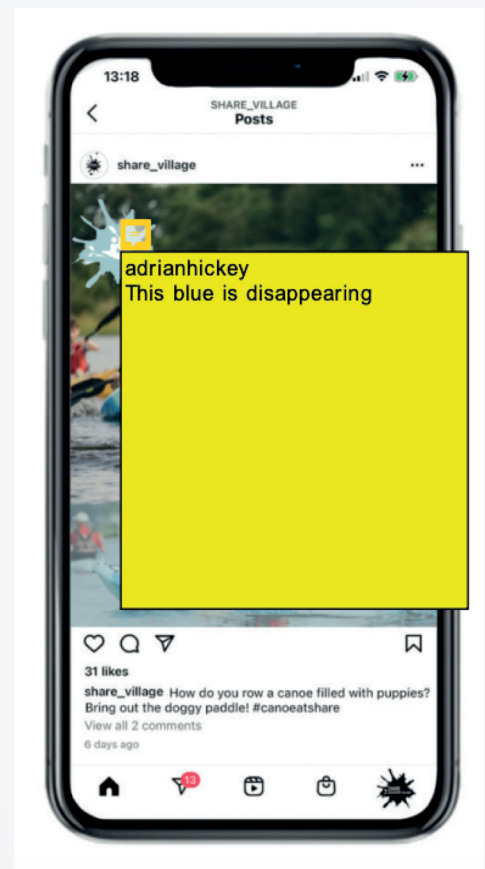 13:18
SHARE_VILLAGE
Posts
share_village
adrianhickey
This blue is disappearing
31 likes
share_village How do you row a canoe filled with puppies?
Bring out the doggy paddle! #canoeatshare
View all 2 comments
6 days ago
13